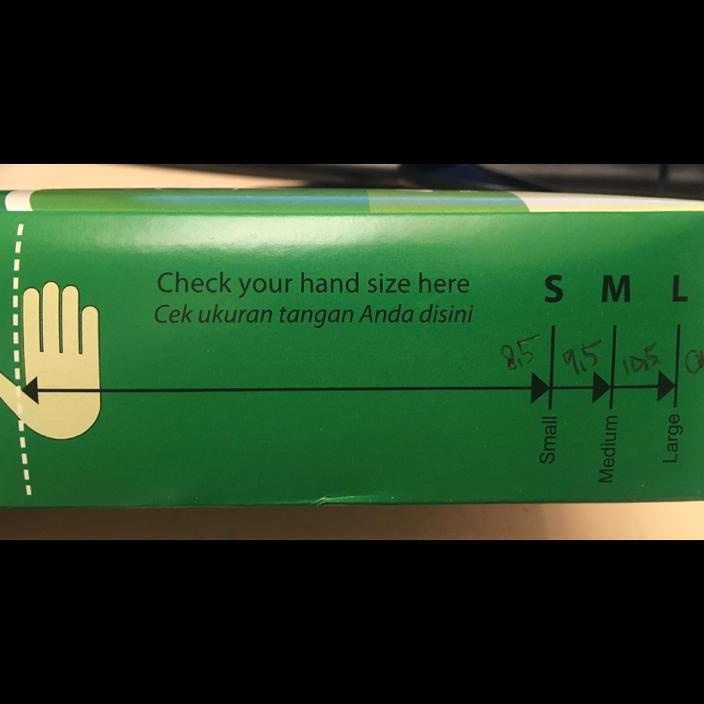 Check your hand size here
Cek ukuran tangan Anda disini
S M L
8,5 9,5 10,5
Small
Medium
Large